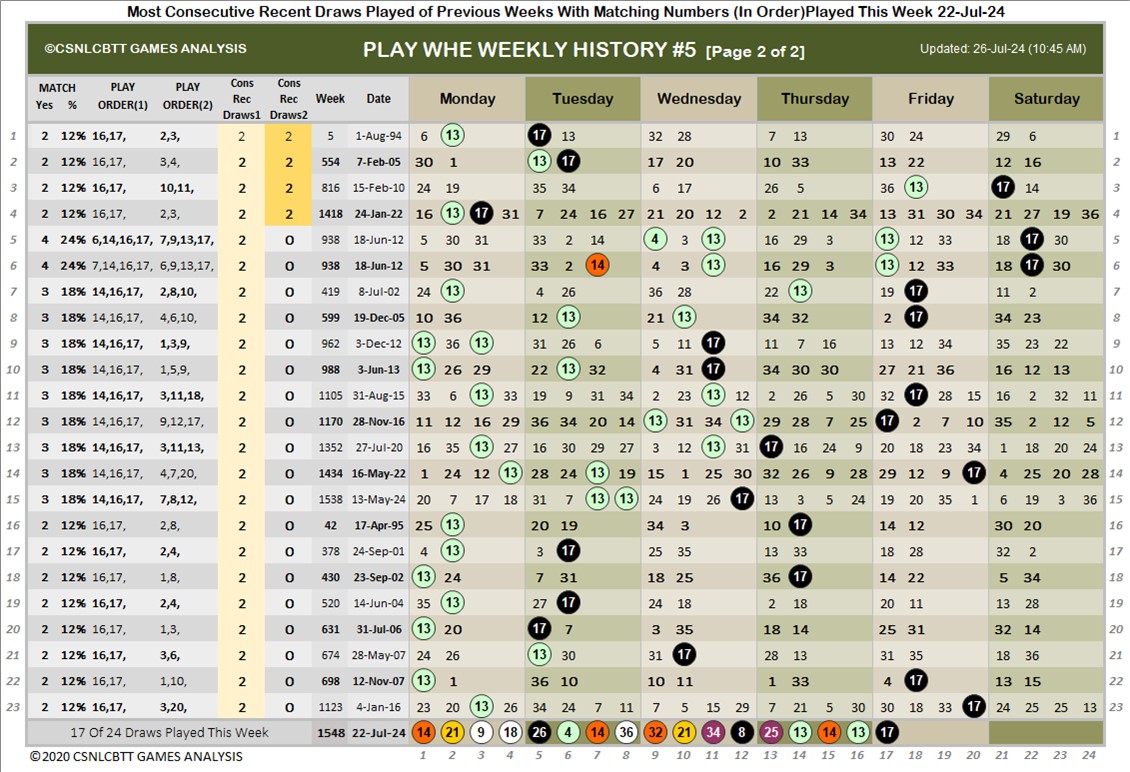 Most Consecutive Recent Draws Played of Previous Weeks With Matching Numbers (In Order)Played This Week 22-Jul-24
©CSNLCBTT GAMES ANALYSIS PLAY WHE WEEKLY HISTORY #5 [Page 2 of 2] Updated: 26-Jul-24 (10:45 AM)
MATCH PLAY PLAY Cons Cons Week Date Monday Tuesday Wednesday Thursday Friday Saturday
Yes % ORDER(1) ORDER(2) Rec Rec
Draws1 Draws2
1 2 12% 16,17, 2,3, 2 2 5 1-Aug-94 6 13 17 13 32 28 7 13 30 24 29 6 1
2 2 12% 16,17, 3,4, 2 2 554 7-Feb-05 30 1 13 17 17 20 10 33 13 22 12 16 2
3 2 12% 16,17, 10,11, 2 2 816 15-Feb-10 24 19 35 34 6 17 26 5 36 13 17 14 3
4 2 12% 16,17, 2,3, 2 2 1418 24-Jan-22 16 13 17 31 7 24 16 27 21 20 12 2 2 21 14 34 13 31 30 34 21 27 19 36 4
5 4 24% 6,14,16,17, 7,9,13,17, 2 0 938 18-Jun-12 5 30 31 33 2 14 4 3 13 16 29 3 13 12 33 18 17 30 5
6 4 24% 7,14,16,17, 6,9,13,17, 2 0 938 18-Jun-12 5 30 31 33 2 14 4 3 13 16 29 3 13 12 33 18 17 30 6
7 3 18% 14,16,17, 2,8,10, 2 0 419 8-Jul-02 24 13 4 26 36 28 22 13 19 17 11 2 7
8 3 18% 14,16,17, 4,6,10, 2 0 599 19-Dec-05 10 36 12 13 21 13 34 32 2 17 34 23 8
9 3 18% 14,16,17, 1,3,9, 2 0 962 3-Dec-12 13 36 13 31 26 6 5 11 17 11 7 16 13 12 34 35 23 22 9
10 3 18% 14,16,17, 1,5,9, 2 0 988 3-Jun-13 13 26 29 22 13 32 4 31 17 34 30 30 27 21 36 16 12 13 10
11 3 18% 14,16,17, 3,11,18, 2 0 1105 31-Aug-15 33 6 13 33 19 9 31 34 2 23 13 12 2 26 5 30 32 17 28 15 16 2 32 11 11
12 3 18% 14,16,17, 9,12,17, 2 0 1170 28-Nov-16 11 12 16 29 36 34 20 14 13 31 34 13 29 28 7 25 17 2 7 10 35 2 12 5 12
13 3 18% 14,16,17, 3,11,13, 2 0 1352 27-Jul-20 16 35 13 27 16 30 29 27 3 12 13 31 17 16 24 9 20 18 23 34 1 18 20 24 13
14 3 18% 14,16,17, 4,7,20, 2 0 1434 16-May-22 1 24 12 13 28 24 13 19 15 1 25 30 32 26 9 28 29 12 9 17 4 25 20 28 14
15 3 18% 14,16,17, 7,8,12, 2 0 1538 13-May-24 20 7 17 18 31 7 13 13 24 19 26 17 13 3 5 24 19 20 35 1 6 19 3 36 15
16 2 12% 16,17, 2,8, 2 0 42 17-Apr-95 25 13 20 19 34 3 10 17 14 12 30 20 16
17 2 12% 16,17, 2,4, 2 0 378 24-Sep-01 4 13 3 17 25 35 13 33 18 28 32 2 17
18 2 12% 16,17, 1,8, 2 0 430 23-Sep-02 13 24 7 31 18 25 36 17 14 22 5 34 18
19 2 12% 16,17, 2,4, 2 0 520 14-Jun-04 35 13 27 17 24 18 2 18 20 11 13 28 19
20 2 12% 16,17, 1,3, 2 0 631 31-Jul-06 13 20 17 7 3 35 18 14 25 31 32 14 20
21 2 12% 16,17, 3,6, 2 0 674 28-May-07 24 26 13 30 31 17 28 13 31 35 18 36 21
22 2 12% 16,17, 1,10, 2 0 698 12-Nov-07 13 1 36 10 10 11 1 33 4 17 13 15 22
23 2 12% 16,17, 3,20, 2 0 1123 4-Jan-16 23 20 13 26 34 24 7 11 7 5 15 29 7 21 5 30 30 18 33 17 24 25 25 13 23
17 Of 24 Draws Played This Week 1548 22-Jul-24 14 21 9 18 26 4 14 36 32 21 34 8 25 13 14 13 17
©2020 CSNLCBTT GAMES ANALYSIS 1 2 3 4 5 6 7 8 9 10 11 12 13 14 15 16 17 18 19 20 21 22 23 24